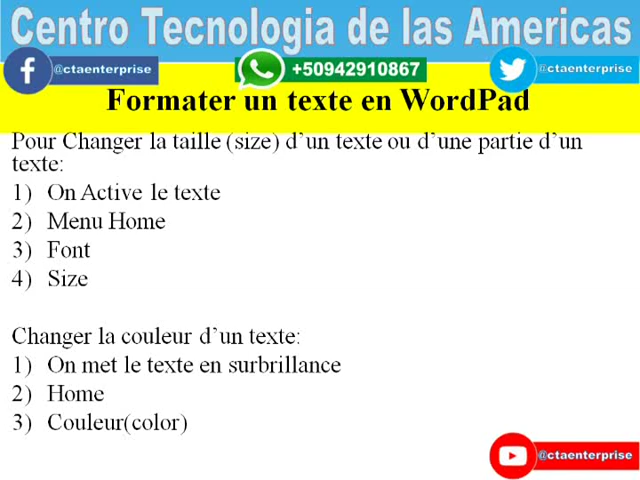 Centro Tecnologia de las Americas
@ctaenterprise
+50942910867
@ctaenterprise
Formater un texte en WordPad
Pour Changer la taille (size) d'un texte ou d'une partie d'un
texte:
1) On Active le texte
2) Menu Home
3) Font
4) Size
Changer la couleur d'un texte:
1) On met le texte en surbrillance
2) Home
3) Couleur(color)
@ctaenterprise